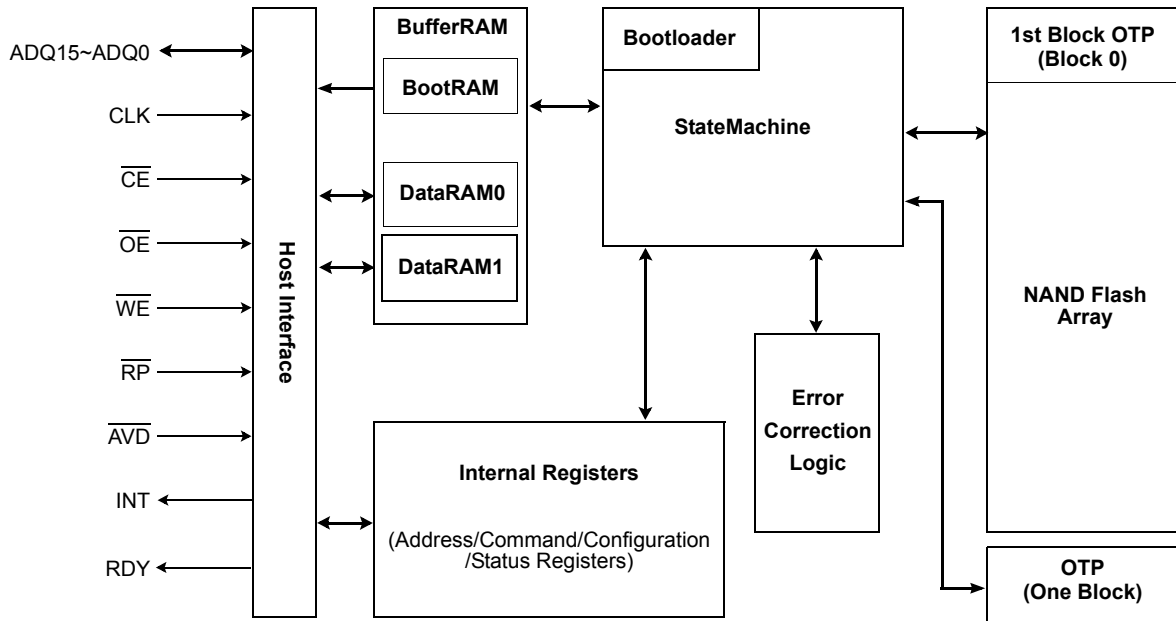 ADQ15~ADQ0
CLK
CE
OE
WE
RP
AVD
INT
RDY
Host Interface
BufferRAM
BootRAM
DataRAM0
DataRAM1
Internal Registers
(Address/Command/Configuration
/Status Registers)
Bootloader
StateMachine
Error
Correction
Logic
1st Block OTP
(Block 0)
NAND Flash
Array
OTP
(One Block)